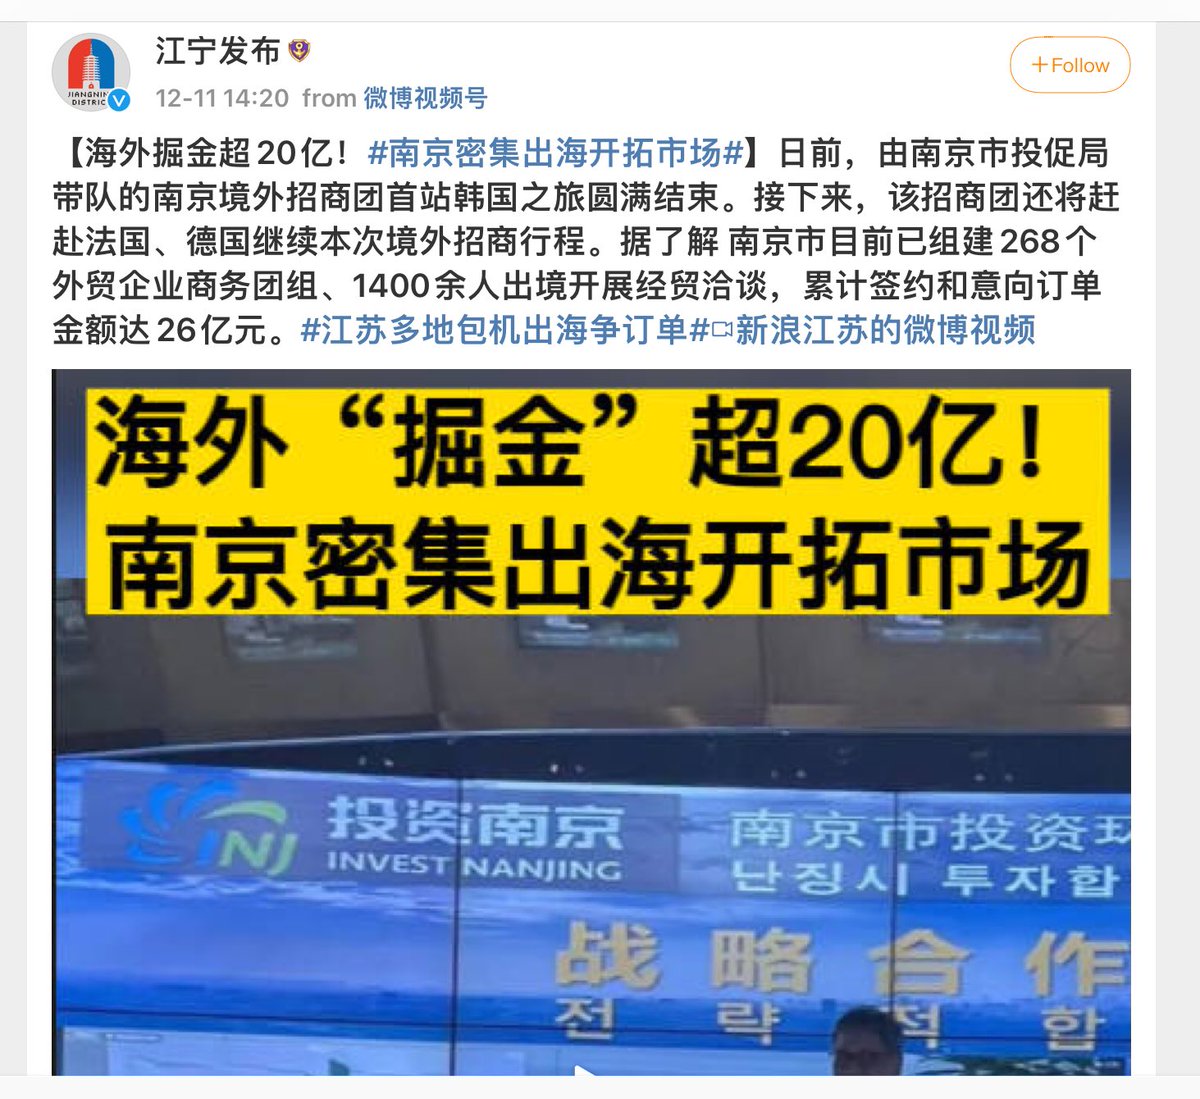 江宁发布
JIANGNIN
DISTRIC
12-11 14:20 from 微博视频号
+Follow
【海外掘金超20亿！#南京密集出海开拓市场#】日前，由南京市投促局
带队的南京境外招商团首站韩国之旅圆满结束。接下来，该招商团还将赶
赴法国、德国继续本次境外招商行程。据了解 南京市目前已组建268个
外贸企业商务团组、1400余人出境开展经贸洽谈，累计签约和意向订单
金额达26亿元。#江苏多地包机出海争订单#新浪江苏的微博视频
海外“掘金”超20亿！
南京密集出海开拓市场
INJ
投资南京
INVEST NANJING
南京市投资环
난징시 투자합
战略合作
전략적 합